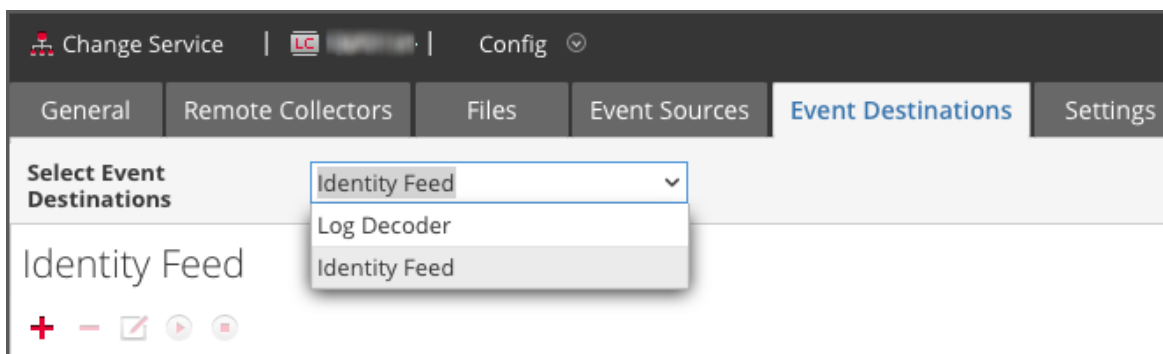 Change Service | LC | Config
General Remote Collectors Files Event Sources Event Destinations Settings
Select Event
Destinations
Identity Feed
Log Decoder
Identity Feed
Identity Feed